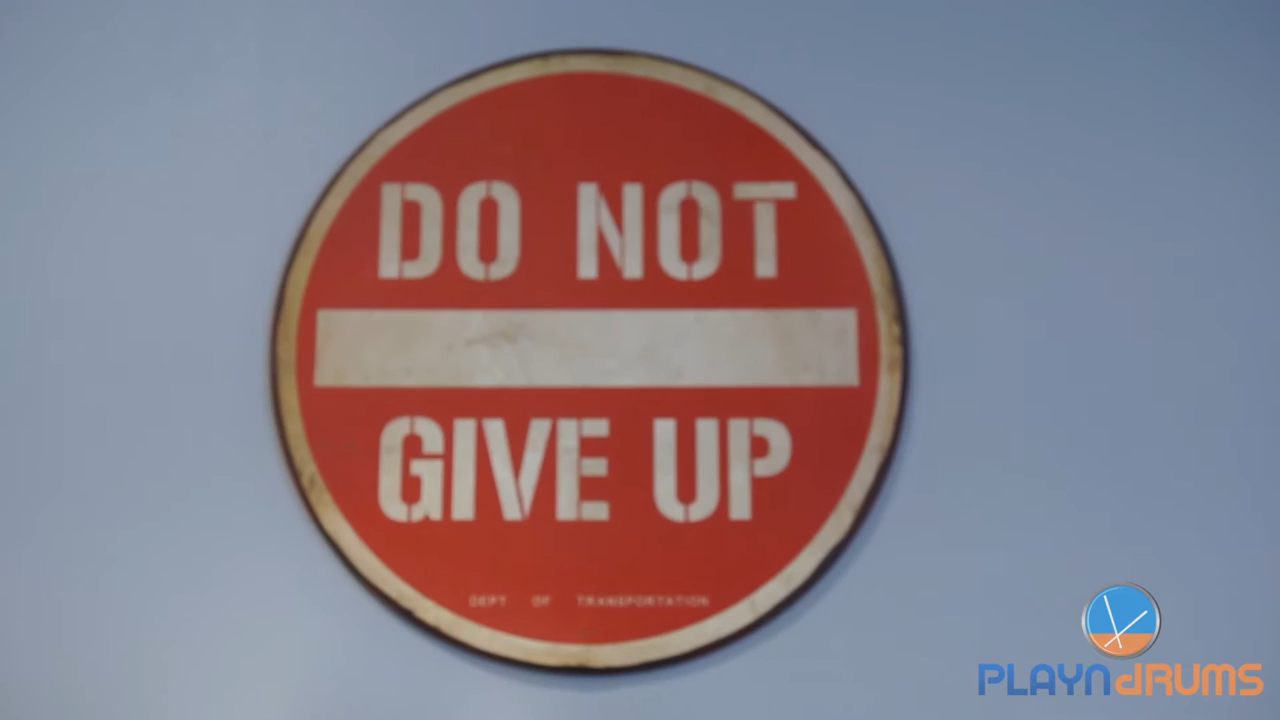 DO NOT
GIVE UP
DEPT OF TRANSPORTATION
PLAYNDRUMS